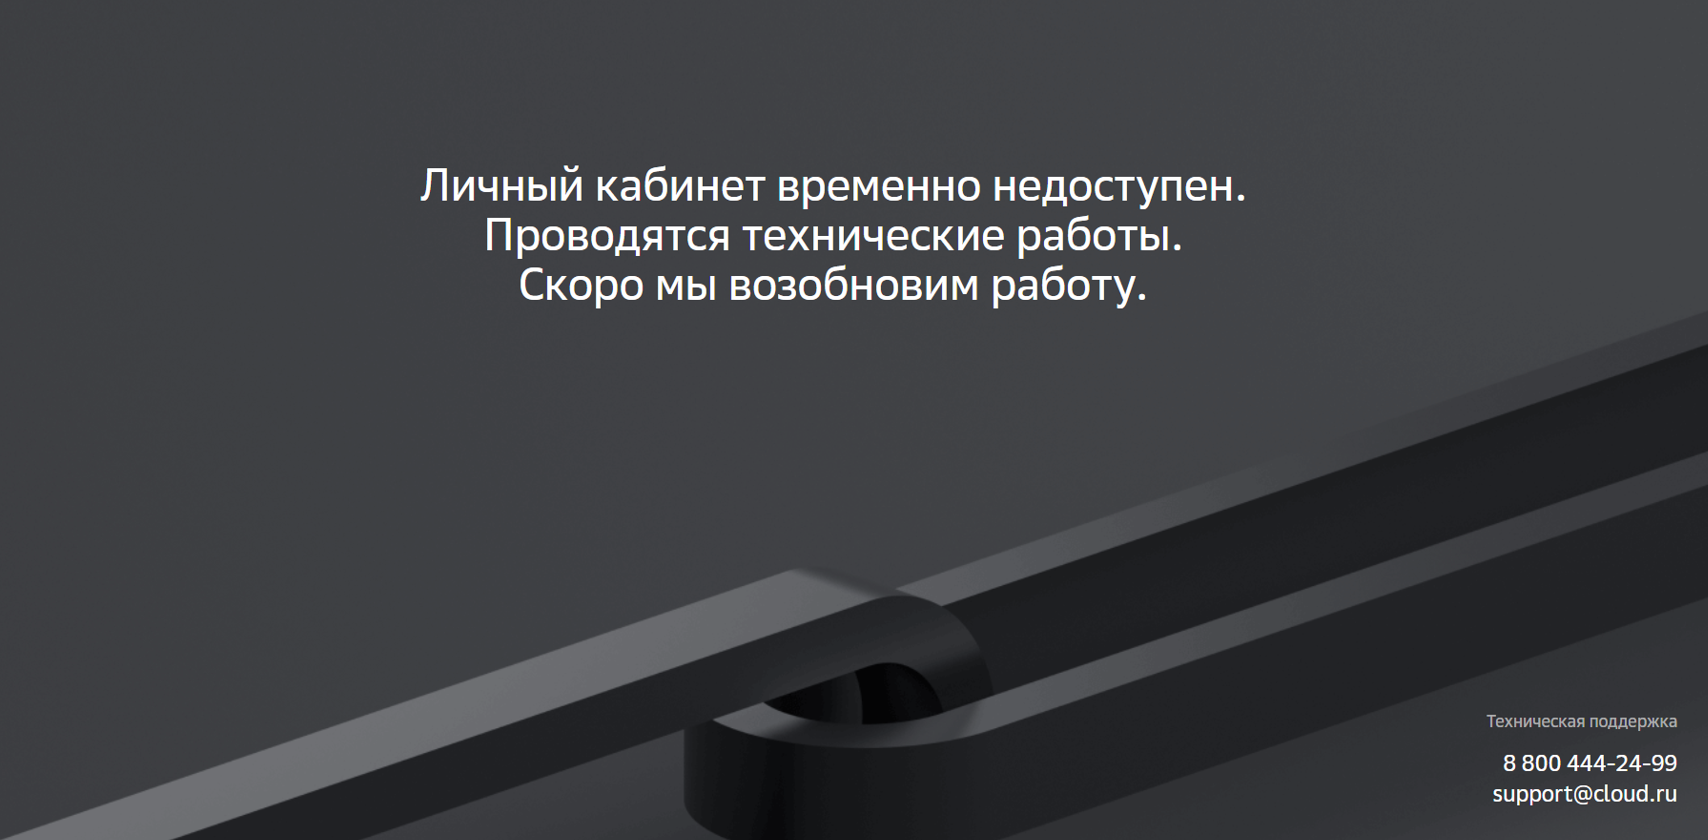 Личный кабинет временно недоступен.
Проводятся технические работы.
Скоро мы возобновим работу.
Техническая поддержка
8 800 444-24-99
support@cloud.ru